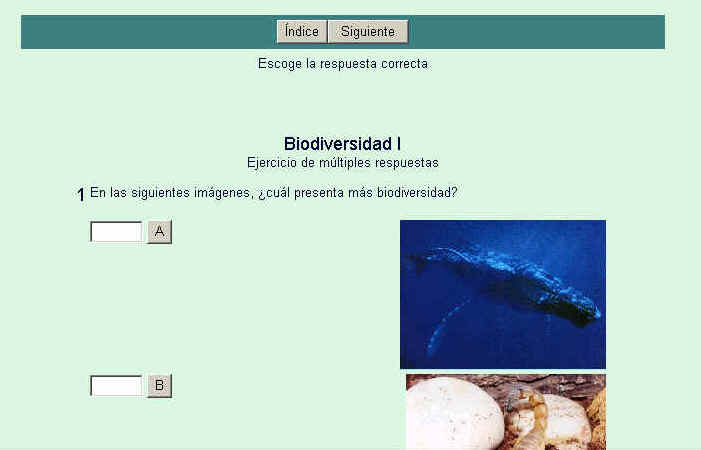 Índice Siguiente
Escoge la respuesta correcta
Biodiversidad I
Ejercicio de múltiples respuestas
1 En las siguientes imágenes, ¿cuál presenta más biodiversidad?
A
B